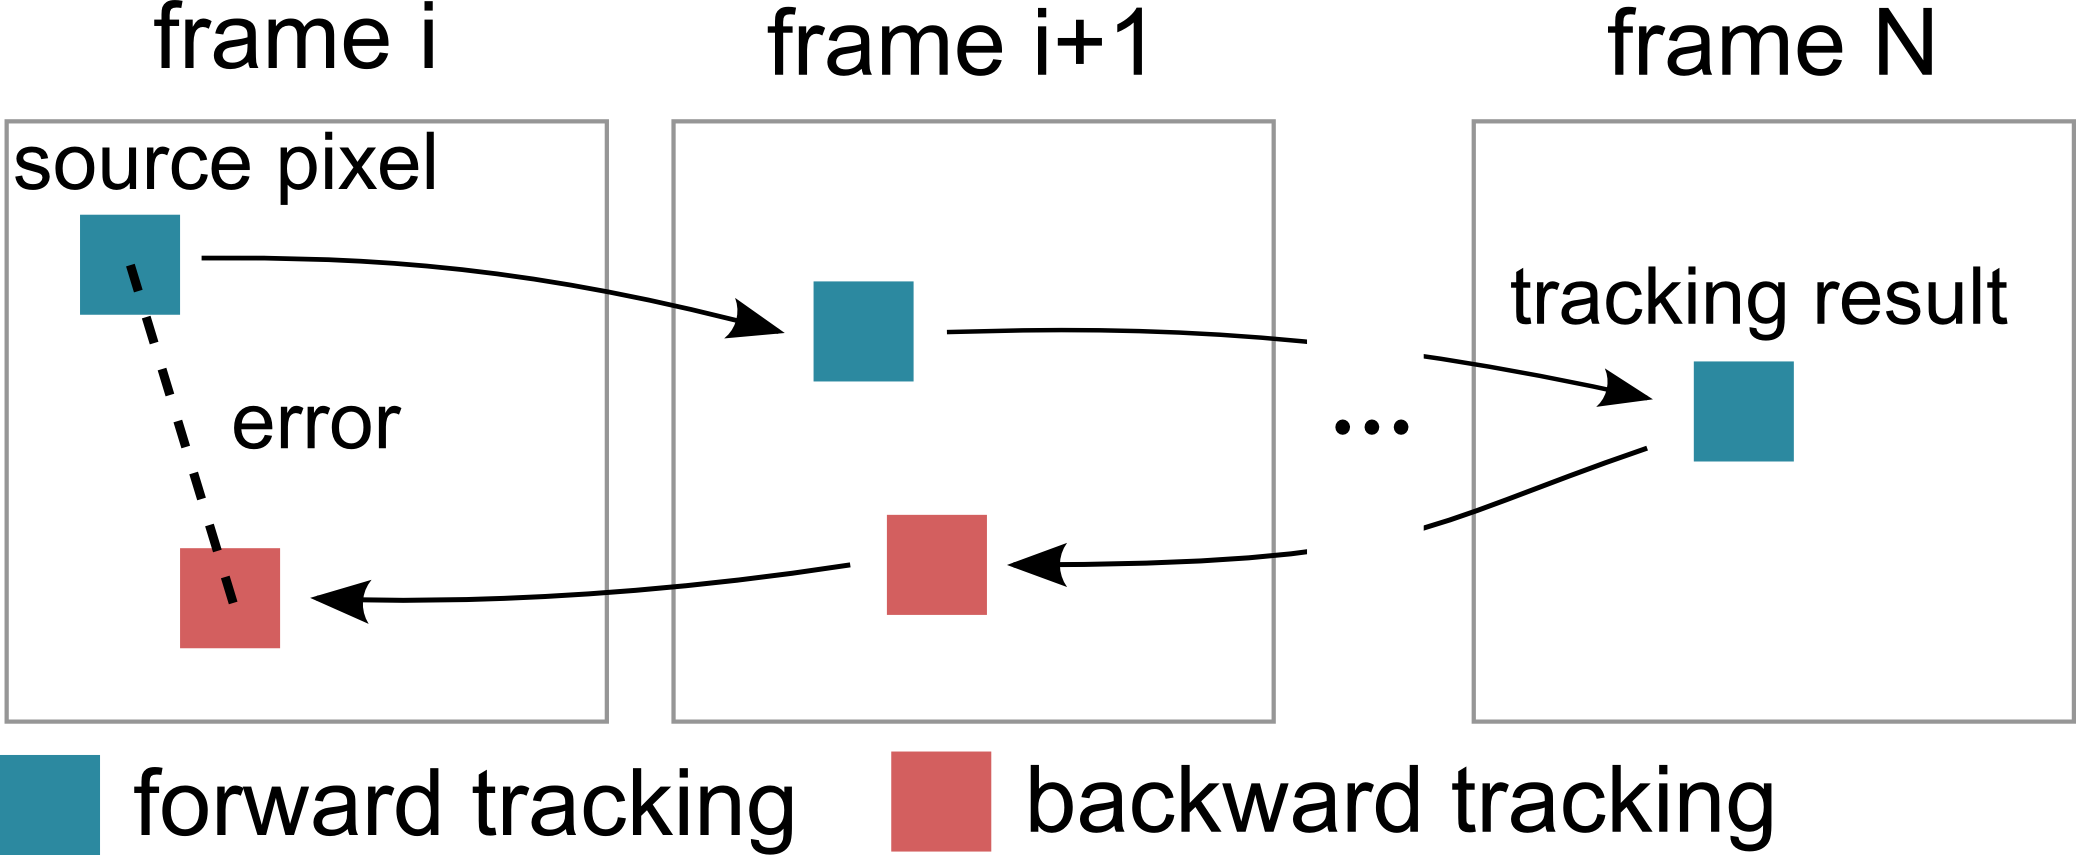 frame i
frame i+1
frame N
source pixel
tracking result
error
...
forward tracking
backward tracking